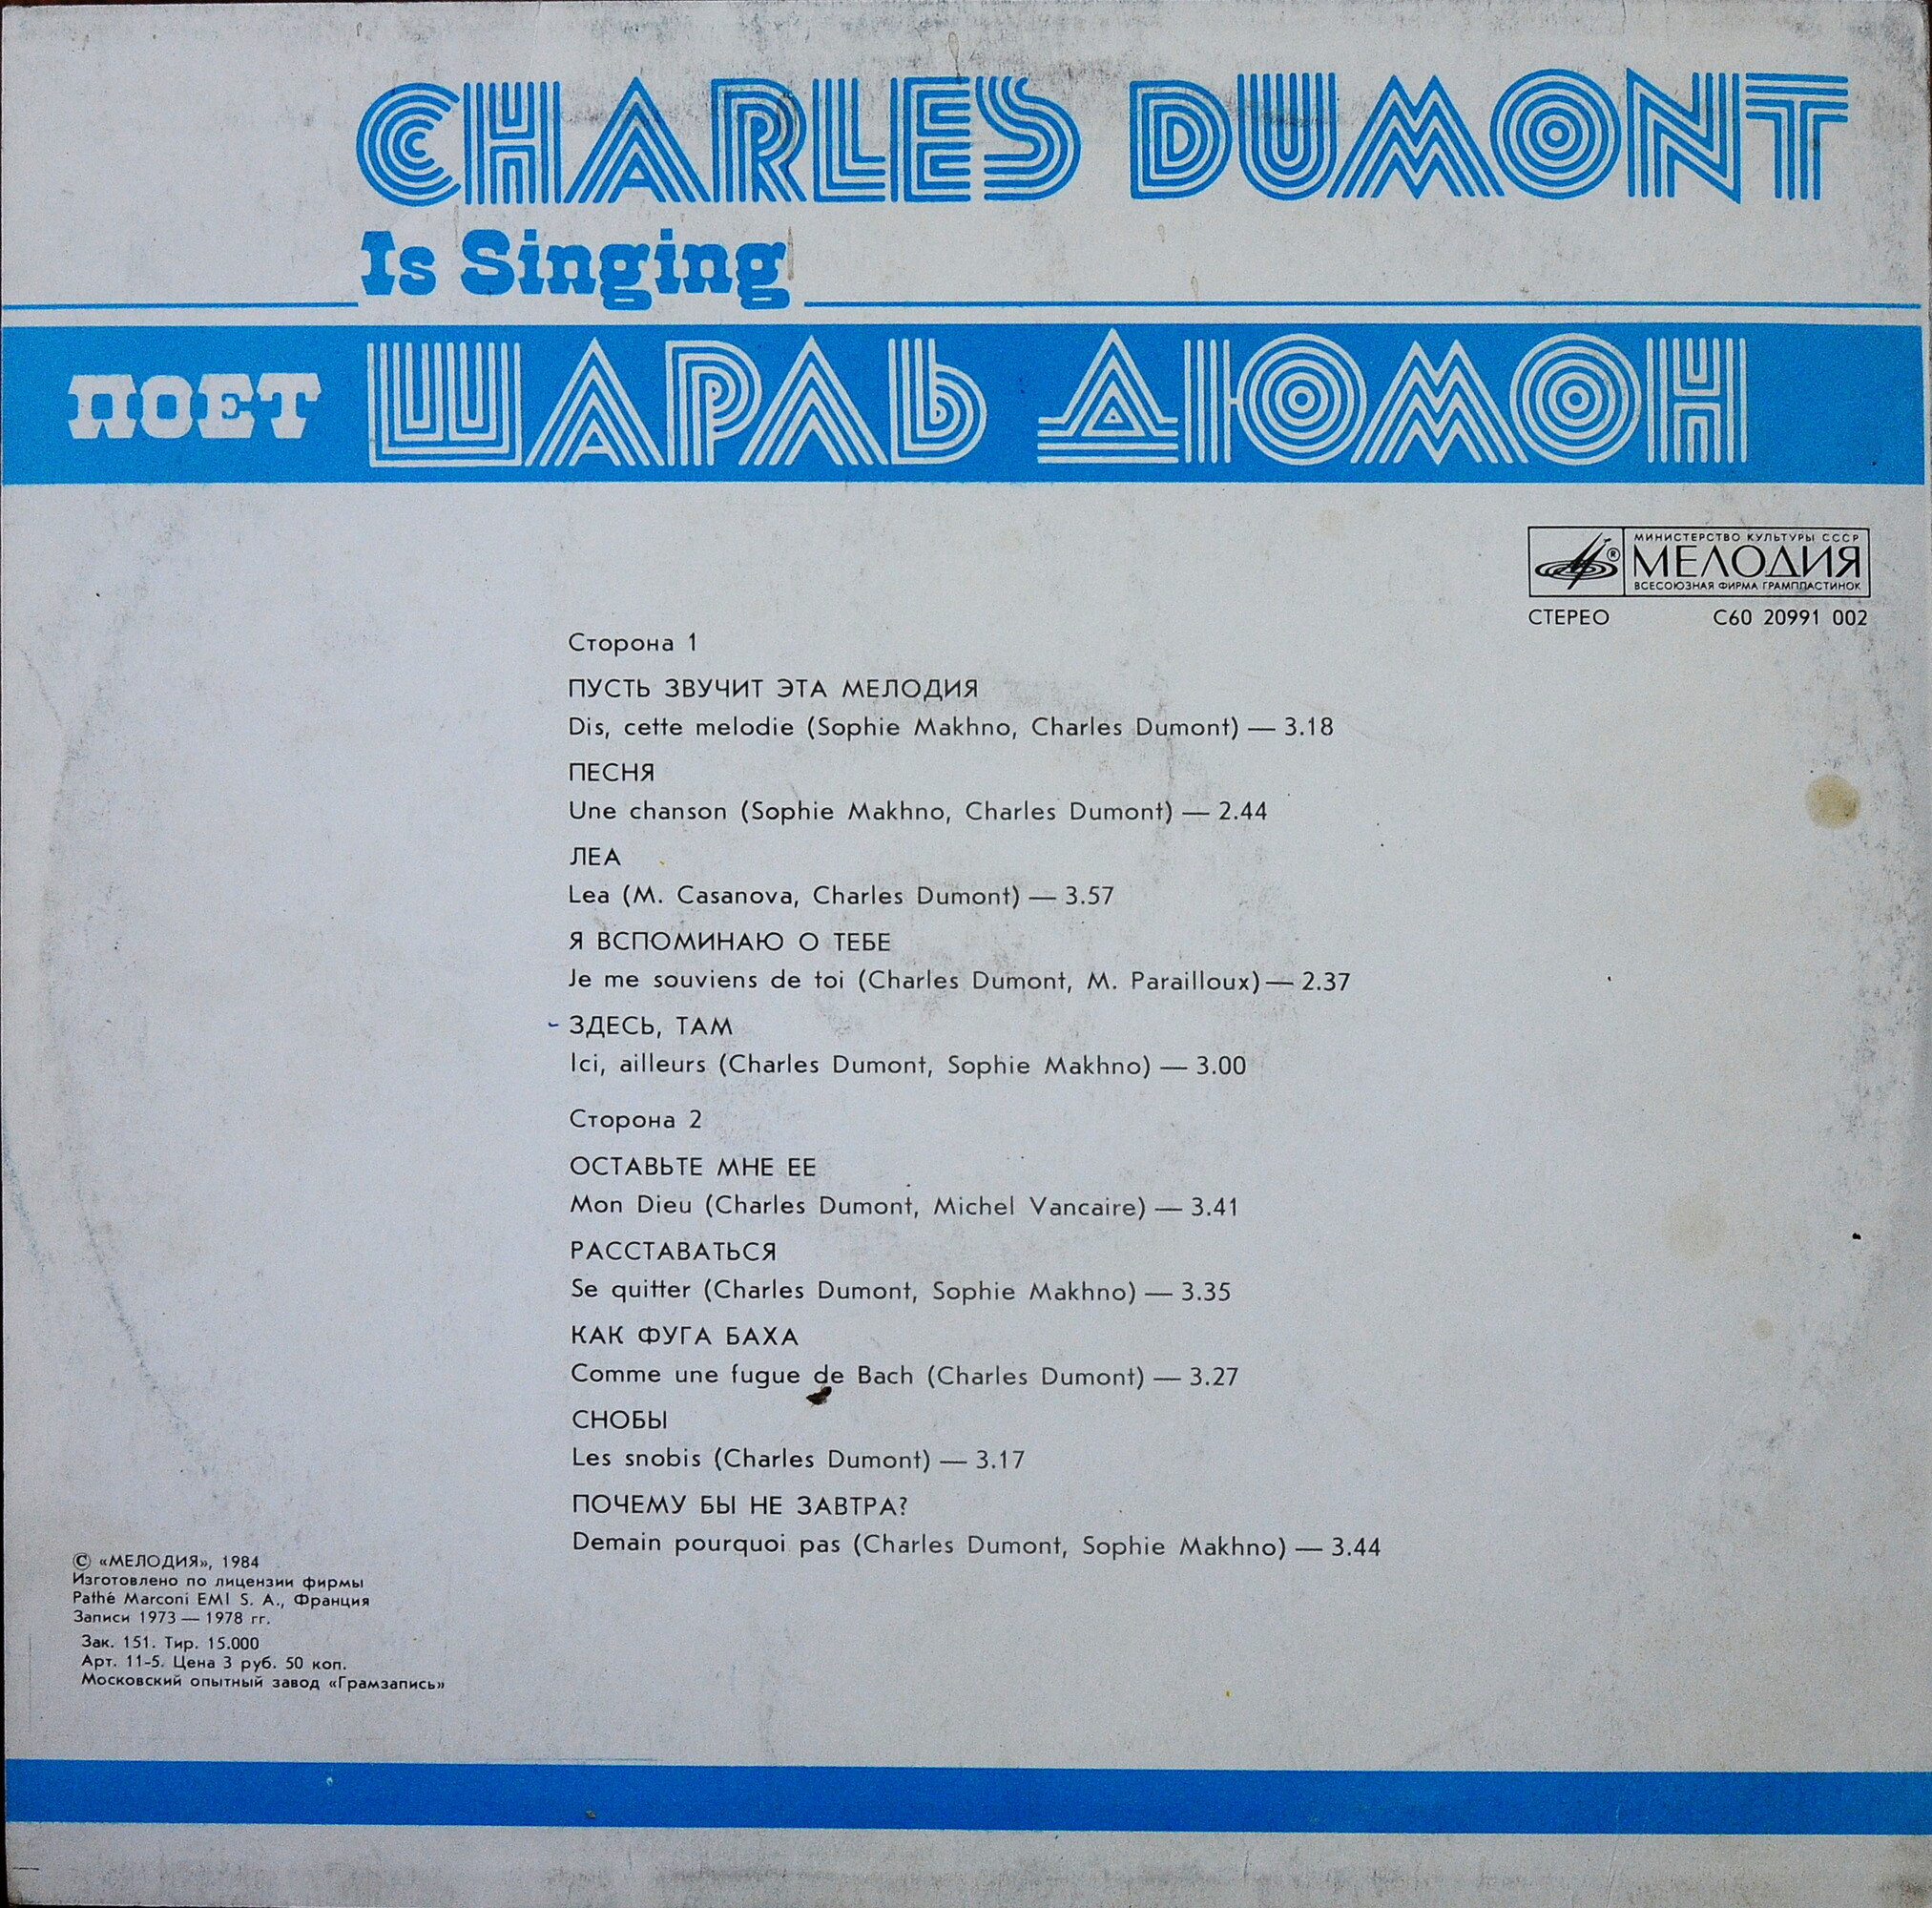 CHARLES DUMONT
Is Singing
ПОЕТ ШАРЛЬ ДЮМОН
МИНИСТЕРСТВО КУЛЬТУРЫ СССР
® МЕЛОДИЯ
ВСЕСОЮЗНАЯ ФИРМА ГРАМПЛАСТИНОК
СТЕРЕО С60 20991 002
Сторона 1
ПУСТЬ ЗВУЧИТ ЭТА МЕЛОДИЯ
Dis, cette melodie (Sophie Makhno, Charles Dumont) — 3.18
ПЕСНЯ
Une chanson (Sophie Makhno, Charles Dumont) — 2.44
ЛЕА
Lea (M. Casanova, Charles Dumont) — 3.57
Я ВСПОМИНАЮ О ТЕБЕ
Je me souviens de toi (Charles Dumont, M. Parailloux) — 2.37
ЗДЕСЬ, ТАМ
Ici, ailleurs (Charles Dumont, Sophie Makhno) — 3.00
Сторона 2
ОСТАВЬТЕ МНЕ ЕЕ
Mon Dieu (Charles Dumont, Michel Vancaire) — 3.41
РАССТАВАТЬСЯ
Se quitter (Charles Dumont, Sophie Makhno) — 3.35
КАК ФУГА БАХА
Comme une fugue de Bach (Charles Dumont) — 3.27
СНОБЫ
Les snobis (Charles Dumont) — 3.17
ПОЧЕМУ БЫ НЕ ЗАВТРА?
Demain pourquoi pas (Charles Dumont, Sophie Makhno) — 3.44
© «МЕЛОДИЯ», 1984
Изготовлено по лицензии фирмы
Pathé Marconi EMI S. A., Франция
Записи 1973 — 1978 гг.
Зак. 151. Тир. 15.000
Арт. 11-5. Цена 3 руб. 50 коп.
Московский опытный завод «Грамзапись»